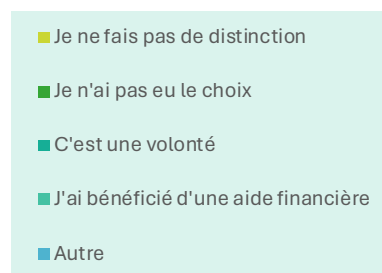 Je ne fais pas de distinction
Je n'ai pas eu le choix
C'est une volonté
J'ai bénéficié d'une aide financière
Autre